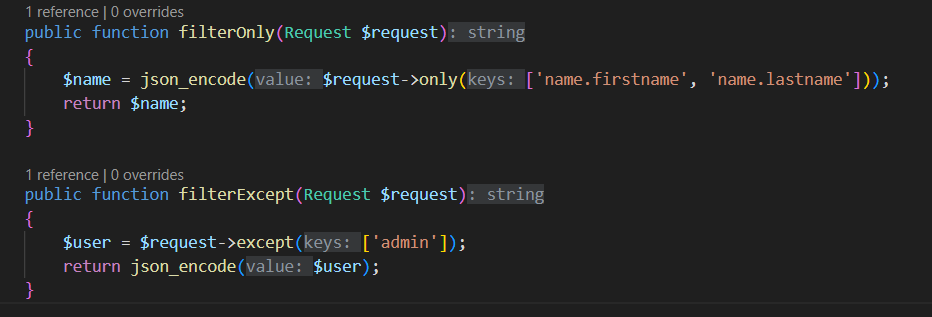 1 reference | 0 overrides
public function filterOnly(Request $request): string
{
    $name = json_encode(value: $request->only(keys: ['name.firstname', 'name.lastname']));
    return $name;
}
1 reference | 0 overrides
public function filterExcept(Request $request): string
{
    $user = $request->except(keys: ['admin']);
    return json_encode(value: $user);
}